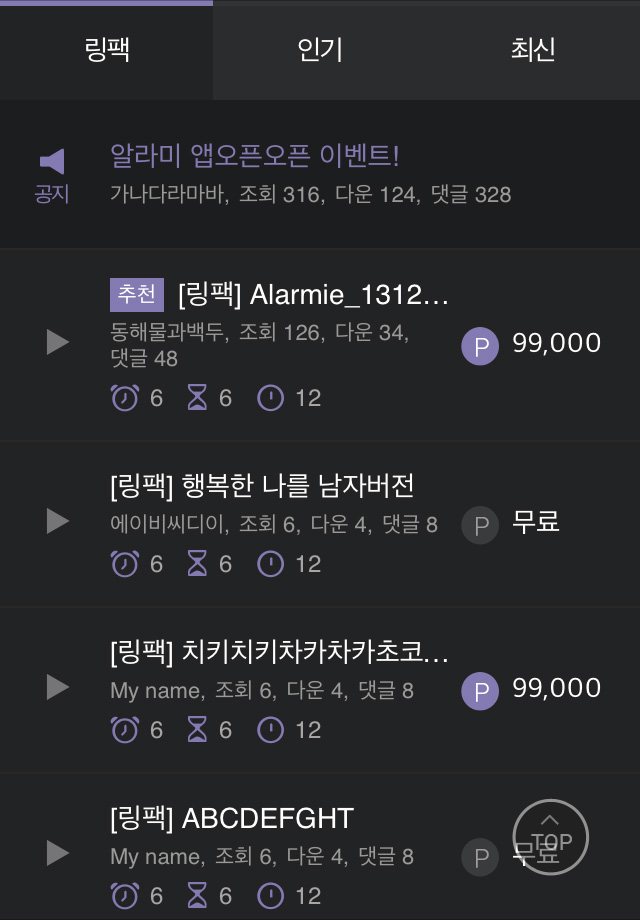 링팩 인기 최신
알라미 앱오픈오픈 이벤트!
공지
가나다라마바, 조회 316, 다운 124, 댓글 328
추천 [링팩] Alarmie_1312...
동해물과백두, 조회 126, 다운 34,
댓글 48
P 99,000
6 6 12
[링팩] 행복한 나를 남자버전
에이비씨디이, 조회 6, 다운 4, 댓글 8
P 무료
6 6 12
[링팩] 치키치키차카차카초코...
My name, 조회 6, 다운 4, 댓글 8
P 99,000
6 6 12
[링팩] ABCDEFGHT
TOP
My name, 조회 6, 다운 4, 댓글 8
P 무료
6 6 12